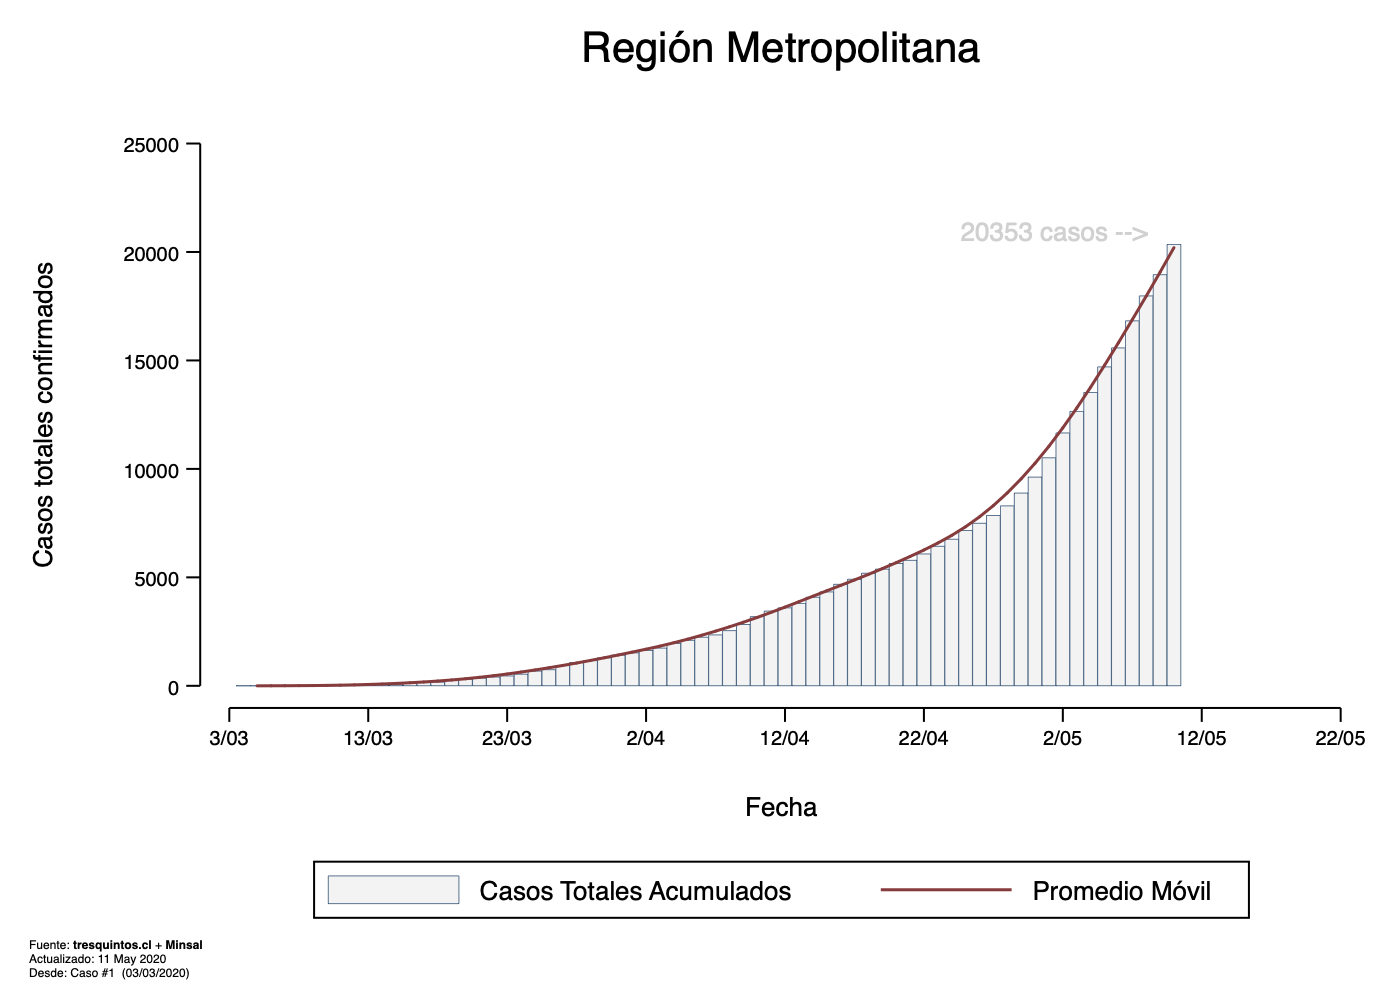 Región Metropolitana
25000
20000
15000
10000
5000
0
Casos totales confirmados
20353 casos -->
3/03 13/03 23/03 2/04 12/04 22/04 2/05 12/05 22/05
Fecha
Casos Totales Acumulados Promedio Móvil
Fuente: tresquintos.cl + Minsal
Actualizado: 11 May 2020
Desde: Caso #1 (03/03/2020)